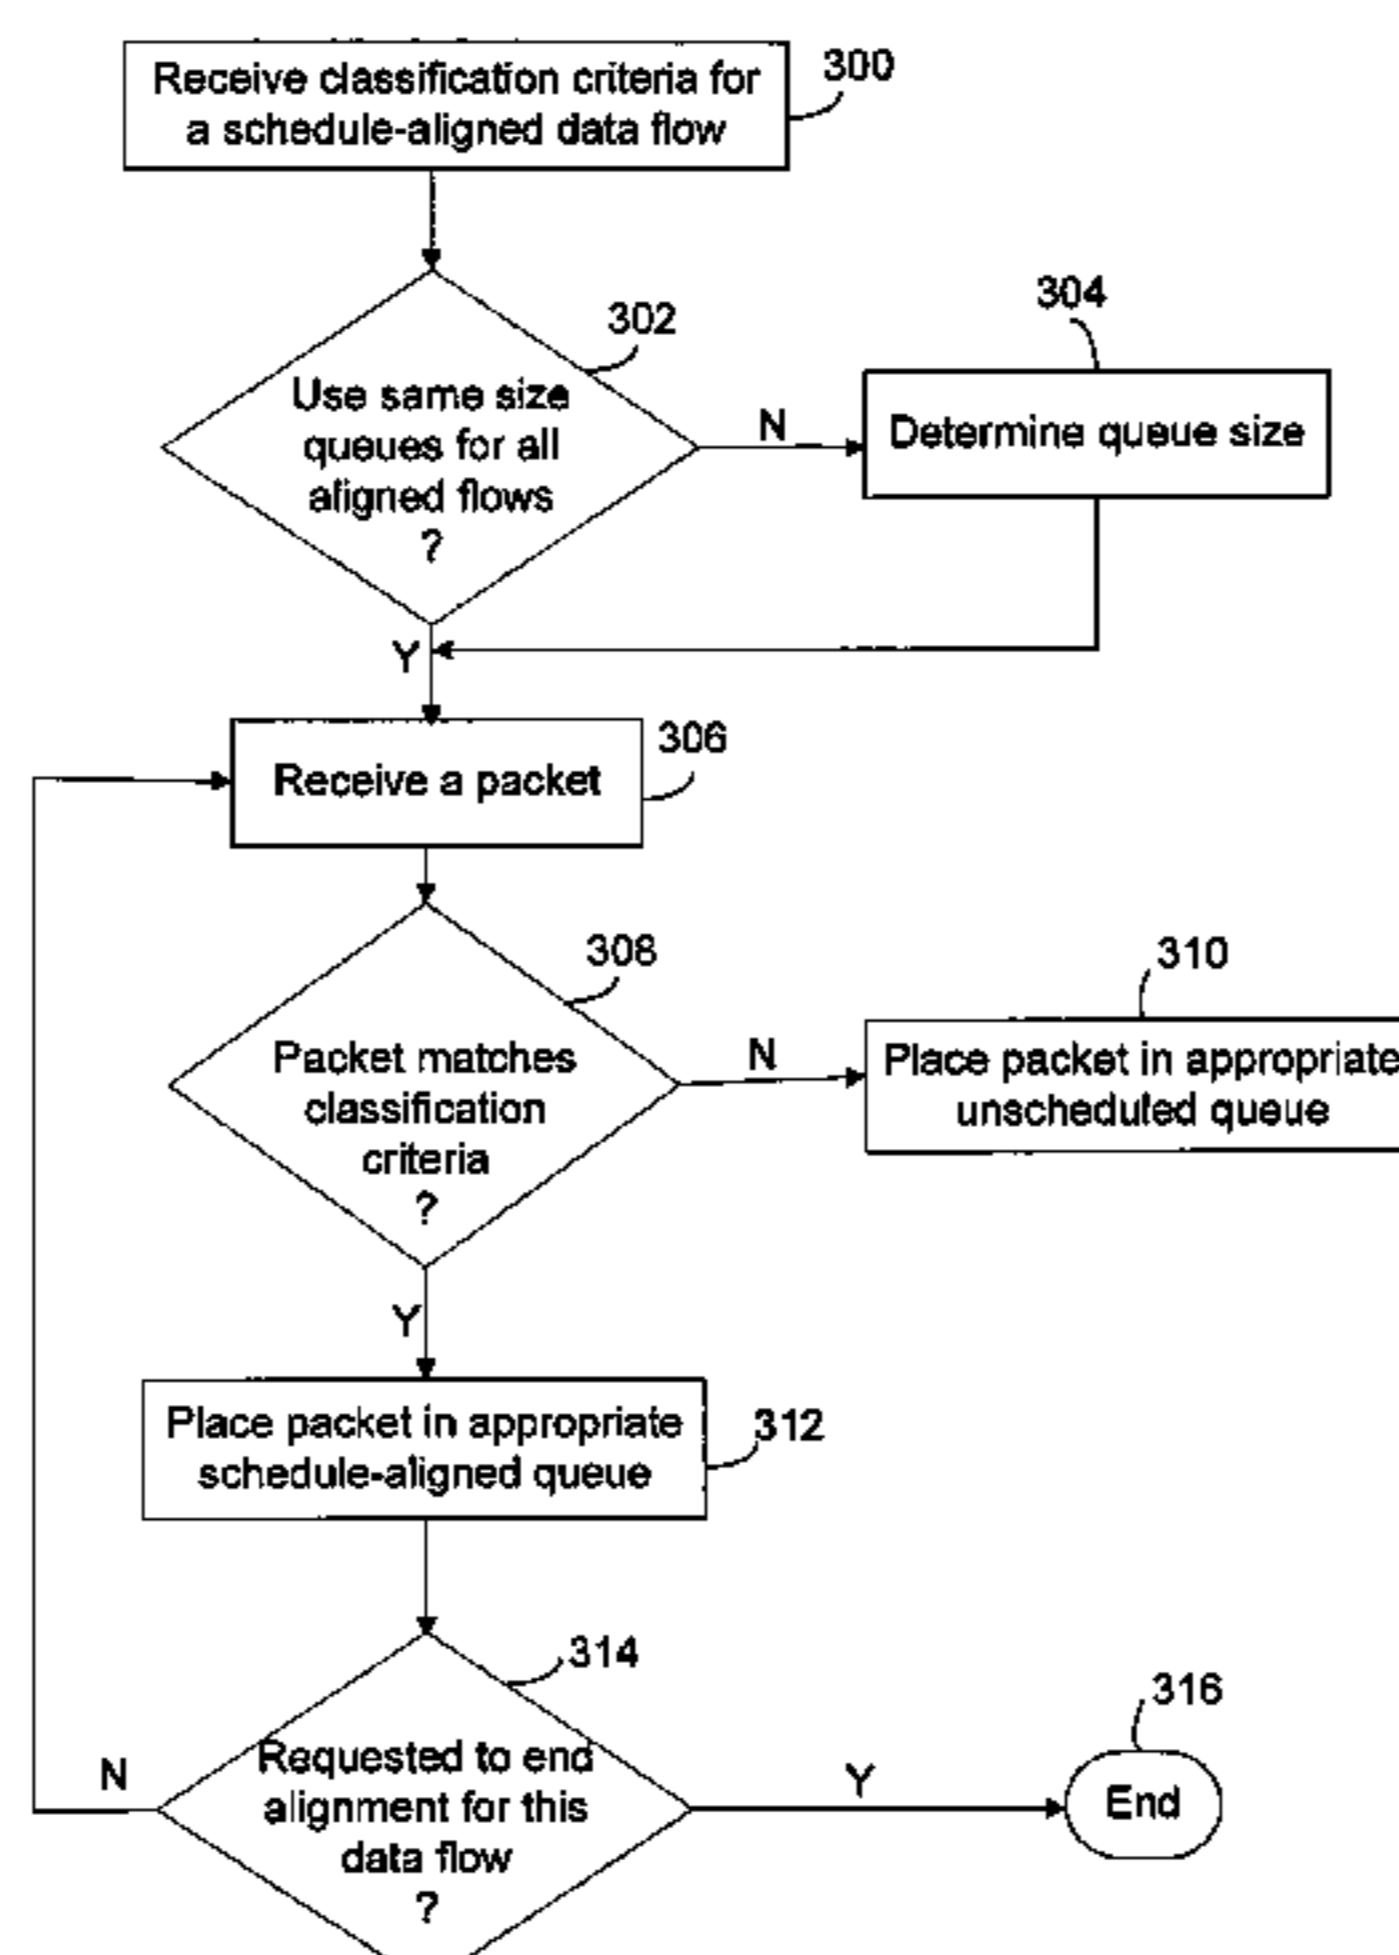 Receive classification criteria for
a schedule-aligned data flow
300
302
Use same size
queues for all
aligned flows
?
N
304
Determine queue size
Y
306
Receive a packet
308
Packet matches
classification
criteria
?
N
310
Place packet in appropriate
unscheduled queue
Y
Place packet in appropriate
schedule-aligned queue
312
314
Requested to end
alignment for this
data flow
?
N
Y
316
End